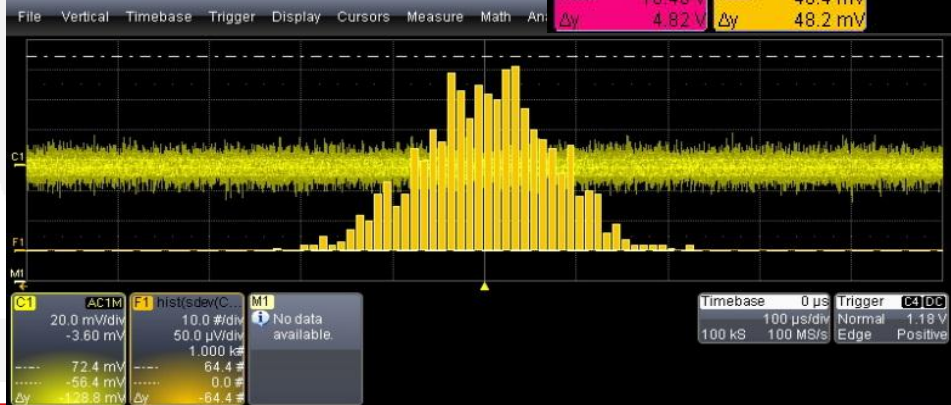 File Vertical Timebase Trigger Display Cursors Measure Math
Δy 4.82 V Δy 48.2 mV
C1
F1
M1
C1 AC1M
20.0 mV/div
-3.60 mV
72.4 mV
-56.4 mV
Δy -128.8 mV
F1 hist(sdev(C...
10.0 #/div
50.0 µV/div
1.000 k#
64.4 #
0.0 #
Δy -64.4 #
M1
No data
available.
Timebase 0 µs
100 µs/div
100 kS 100 MS/s
Trigger C4 DC
Normal 1.18 V
Edge Positive